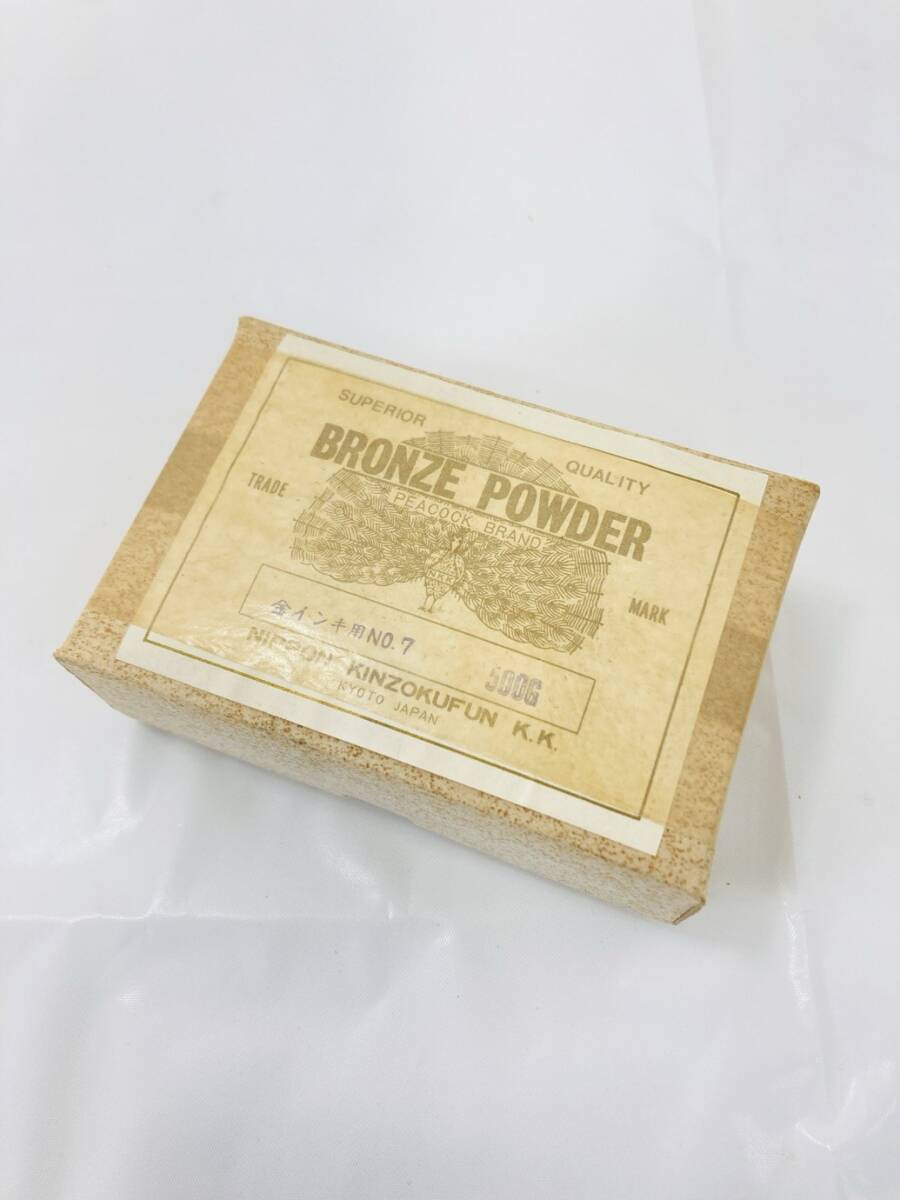 SUPERIOR QUALITY
BRONZE POWDER
PEACOCK BRAND
TRADE MARK
金インキ用NO.7 500G
NIPPON KINZOKUFUN K.K.
KYOTO JAPAN